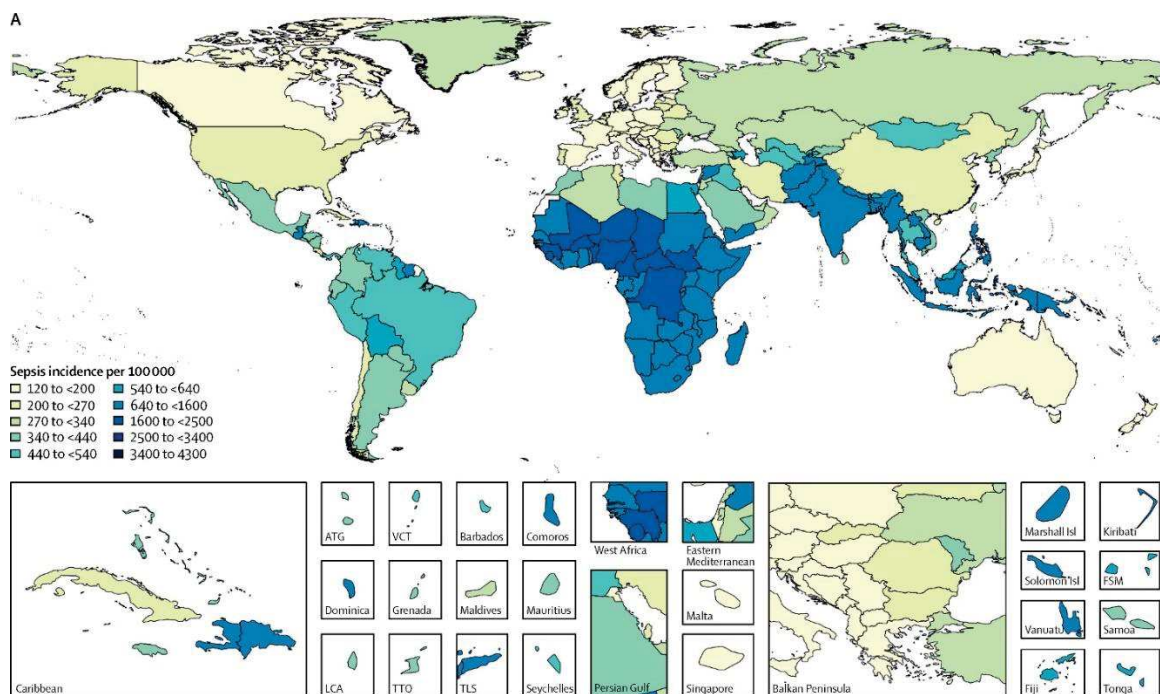 A
Sepsis incidence per 100 000
120 to <200
200 to <270
270 to <340
340 to <440
440 to <540
540 to <640
640 to <1600
1600 to <2500
2500 to <3400
3400 to 4300
Caribbean
ATG
VCT
Barbados
Comoros
Dominica
Grenada
Maldives
Mauritius
LCA
TTO
TLS
Seychelles
West Africa
Eastern
Mediterranean
Persian Gulf
Malta
Singapore
Balkan Peninsula
Marshall Isl
Kiribati
Solomon Isl
FSM
Vanuatu
Samoa
Fiji
Tonga